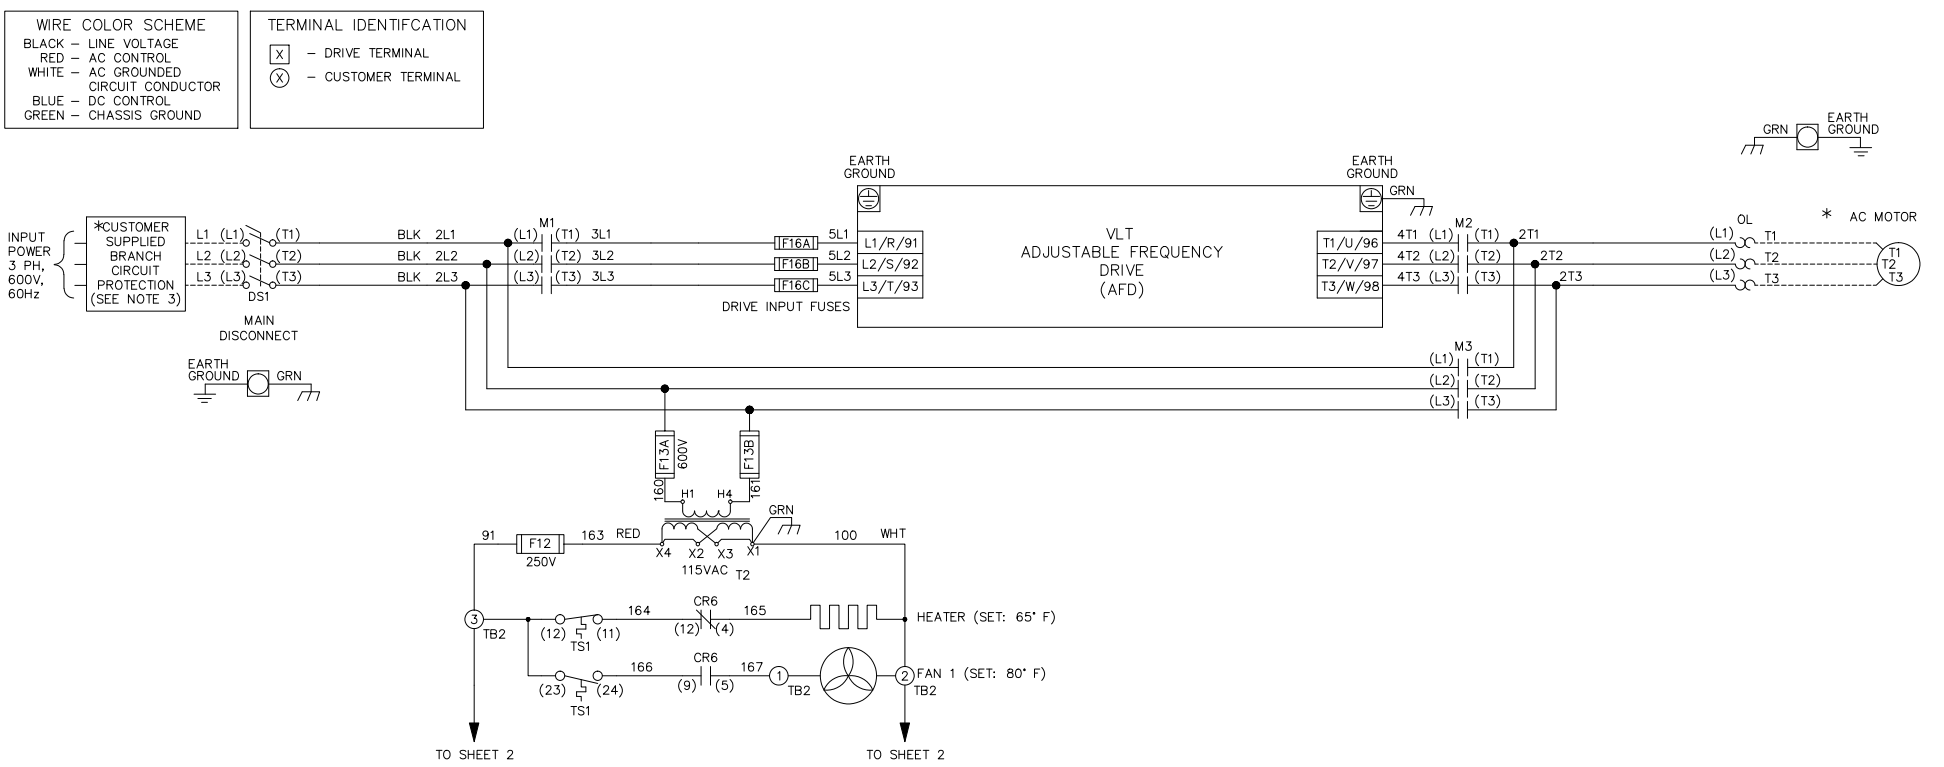 WIRE COLOR SCHEME
BLACK – LINE VOLTAGE
RED – AC CONTROL
WHITE – AC GROUNDED
CIRCUIT CONDUCTOR
BLUE – DC CONTROL
GREEN – CHASSIS GROUND
TERMINAL IDENTIFCATION
X – DRIVE TERMINAL
X – CUSTOMER TERMINAL
GRN
EARTH
GROUND
INPUT
POWER
3 PH,
600V,
60Hz
*CUSTOMER
SUPPLIED
BRANCH
CIRCUIT
PROTECTION
(SEE NOTE 3)
L1 (L1) (T1)
L2 (L2) (T2)
L3 (L3) (T3)
DS1
MAIN
DISCONNECT
BLK 2L1
BLK 2L2
BLK 2L3
M1
(L1) (T1) 3L1
(L2) (T2) 3L2
(L3) (T3) 3L3
F16A 5L1
F16B 5L2
F16C 5L3
DRIVE INPUT FUSES
EARTH
GROUND
L1/R/91
L2/S/92
L3/T/93
VLT
ADJUSTABLE FREQUENCY
DRIVE
(AFD)
EARTH
GROUND
GRN
T1/U/96
T2/V/97
T3/W/98
M2
4T1 (L1) (T1) 2T1
4T2 (L2) (T2) 2T2
4T3 (L3) (T3) 2T3
OL
(L1) T1
(L2) T2
(L3) T3
* AC MOTOR
T1
T2
T3
M3
(L1) (T1)
(L2) (T2)
(L3) (T3)
EARTH
GROUND
GRN
F13A
600V
F13B
160
161
H1 H4
GRN
91
F12
250V
163 RED
X4 X2 X3 X1
115VAC T2
100 WHT
3
TB2
(12) (11)
TS1
164
CR6
(12) (4)
165
HEATER (SET: 65° F)
(23) (24)
TS1
166
CR6
(9) (5)
167
1
TB2
2
TB2
FAN 1 (SET: 80° F)
TO SHEET 2
TO SHEET 2